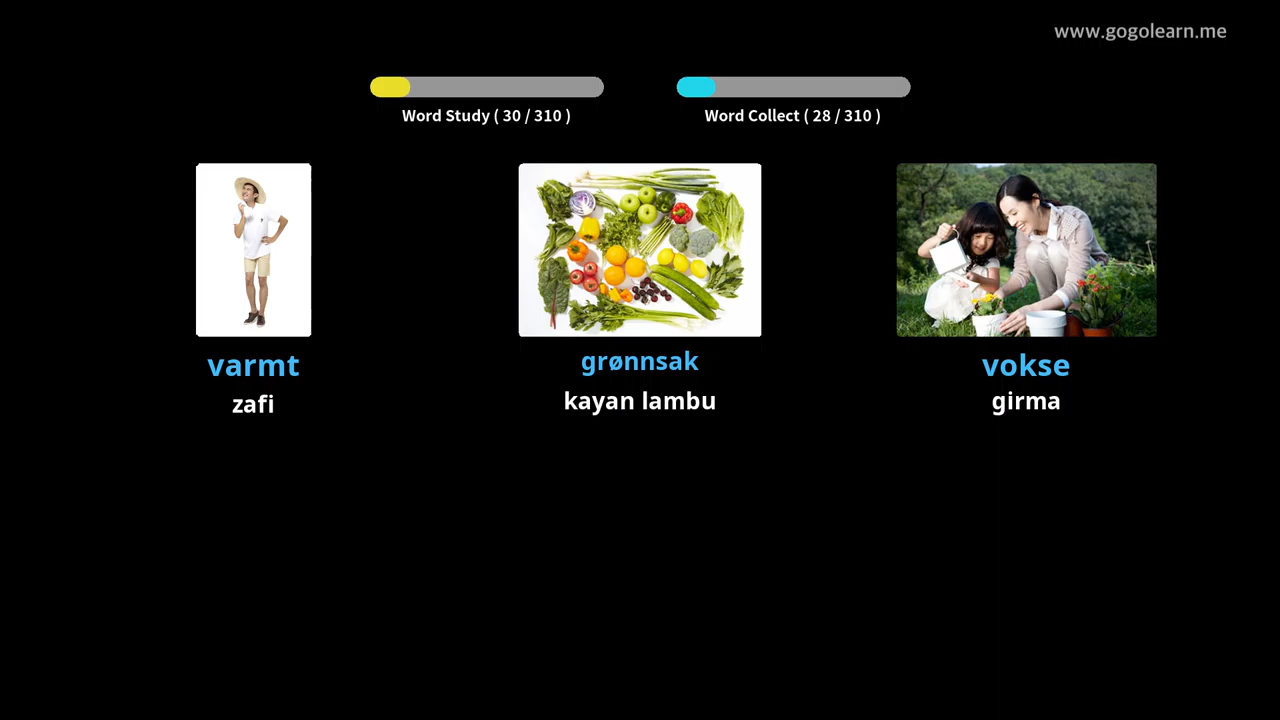 www.gogolearn.me
Word Study ( 30 / 310 )
Word Collect ( 28 / 310 )
varmt
zafi
grønnsak
kayan lambu
vokse
girma